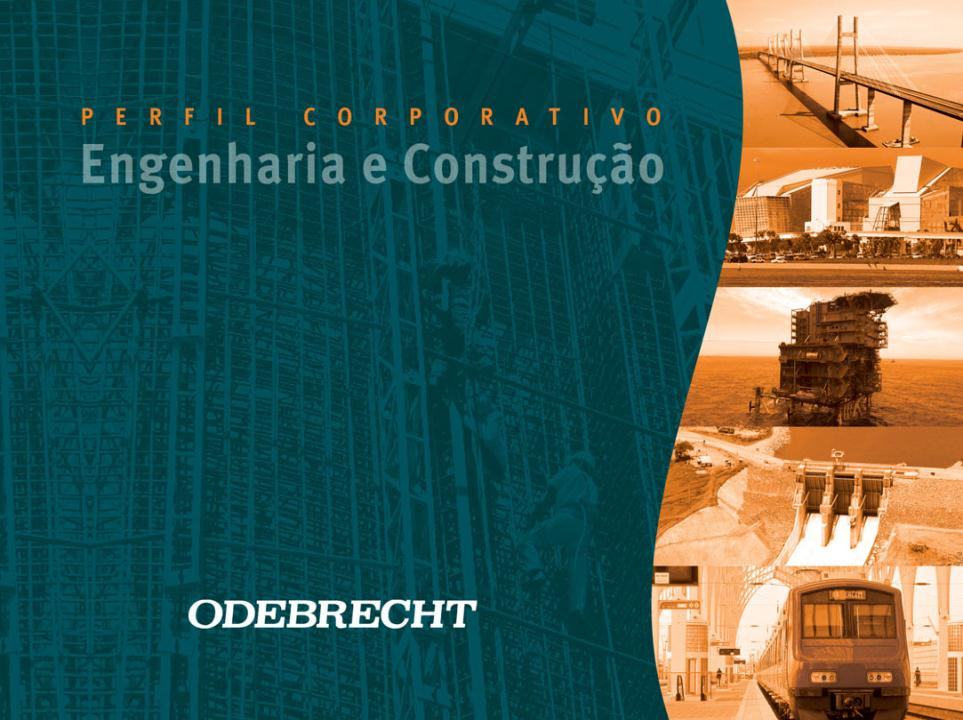 PERFIL CORPORATIVO
Engenharia e Construção
ODEBRECHT